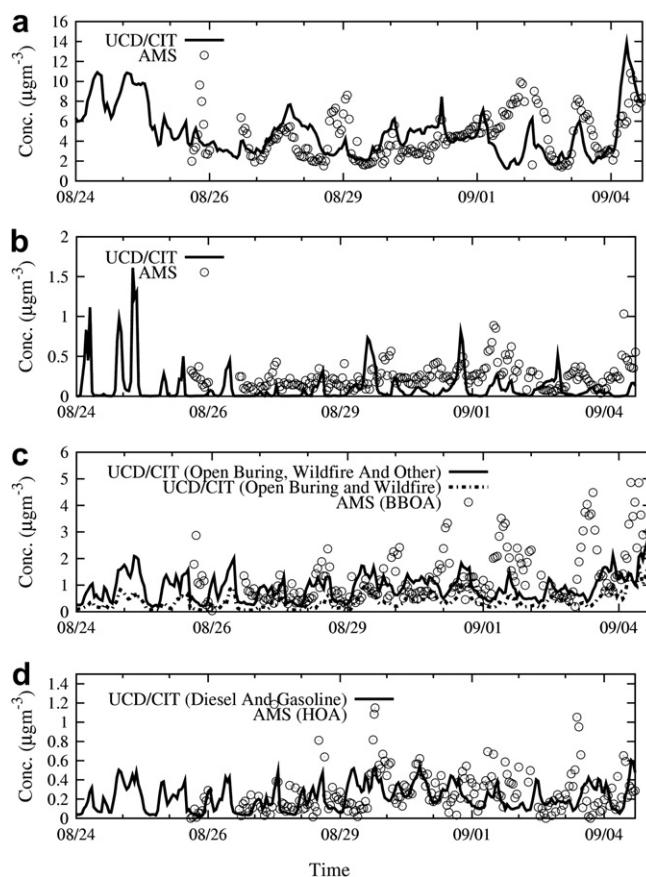 a
16
14
12
10
8
6
4
2
0
Conc. (µgm-3)
UCD/CIT
AMS
08/24 08/26 08/29 09/01 09/04
b
2
1.5
1
0.5
0
Conc. (µgm-3)
UCD/CIT
AMS
08/24 08/26 08/29 09/01 09/04
c
6
5
4
3
2
1
0
Conc. (µgm-3)
UCD/CIT (Open Buring, Wildfire And Other)
UCD/CIT (Open Buring and Wildfire)
AMS (BBOA)
08/24 08/26 08/29 09/01 09/04
d
1.4
1.2
1
0.8
0.6
0.4
0.2
0
Conc. (µgm-3)
UCD/CIT (Diesel And Gasoline)
AMS (HOA)
08/24 08/26 08/29 09/01 09/04
Time